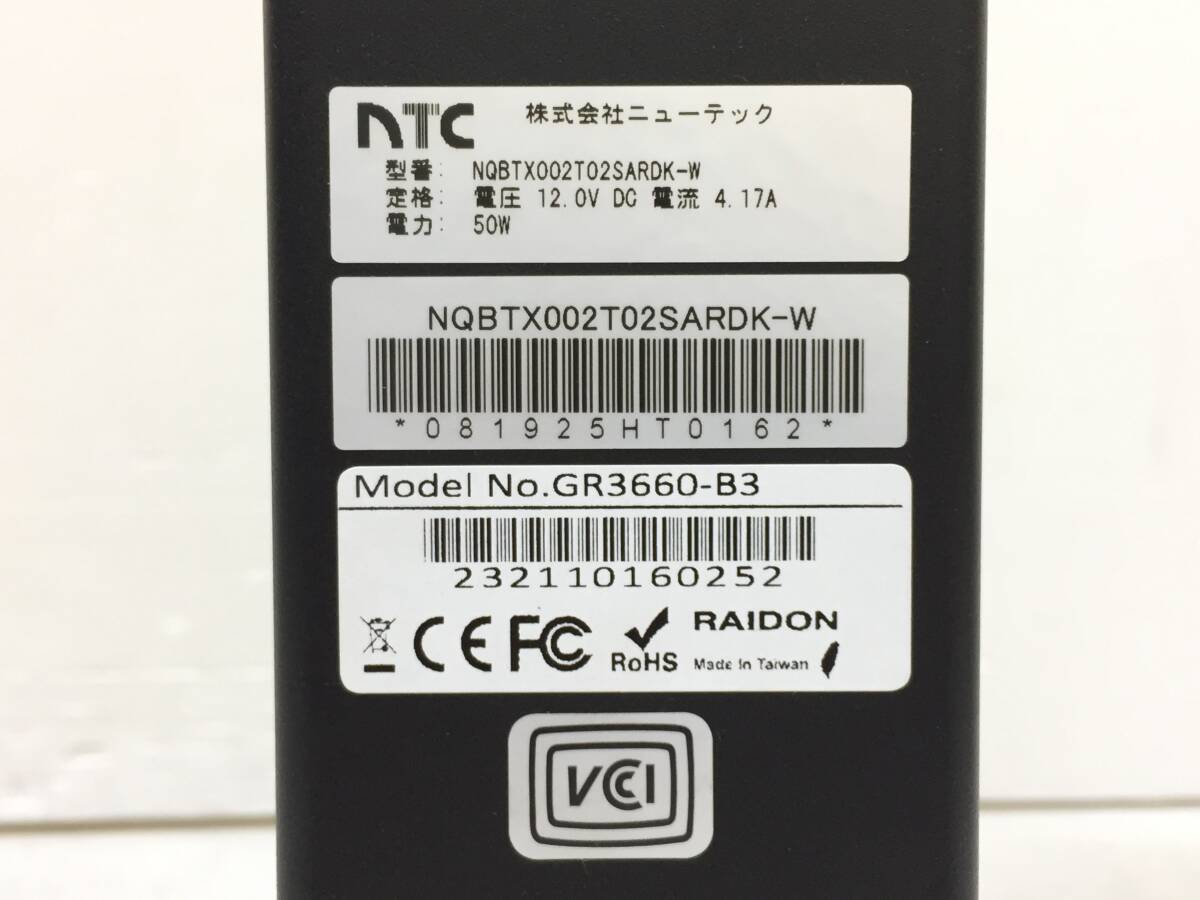 NTC 株式会社ニューテック
型番: NQBTX002T02SARDK-W
定格: 電圧 12.0V DC 電流 4.17A
電力: 50W
NQBTX002T02SARDK-W
*081925HT0162*
Model No.GR3660-B3
232110160252
CE FC RoHS RAIDON
Made In Taiwan
VCCI